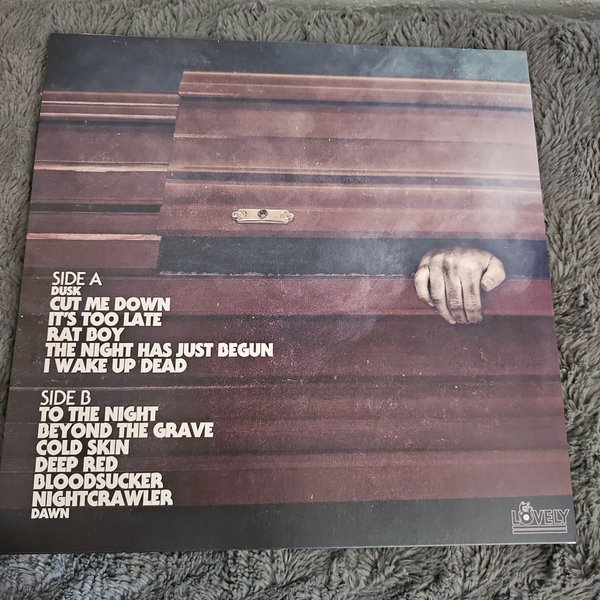 SIDE A
DUSK
CUT ME DOWN
IT'S TOO LATE
RAT BOY
THE NIGHT HAS JUST BEGUN
I WAKE UP DEAD
SIDE B
TO THE NIGHT
BEYOND THE GRAVE
COLD SKIN
DEEP RED
BLOODSUCKER
NIGHTCRAWLER
DAWN
LOVELY